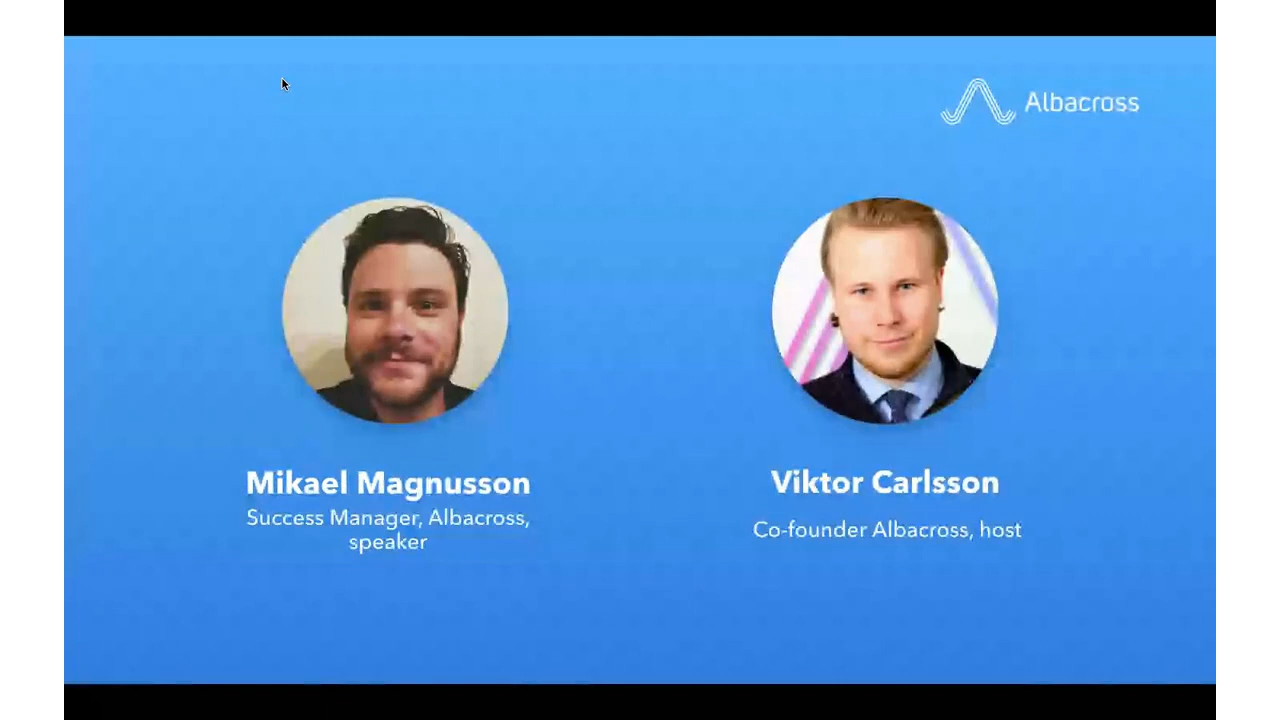 Albacross
Mikael Magnusson
Success Manager, Albacross,
speaker
Viktor Carlsson
Co-founder Albacross, host